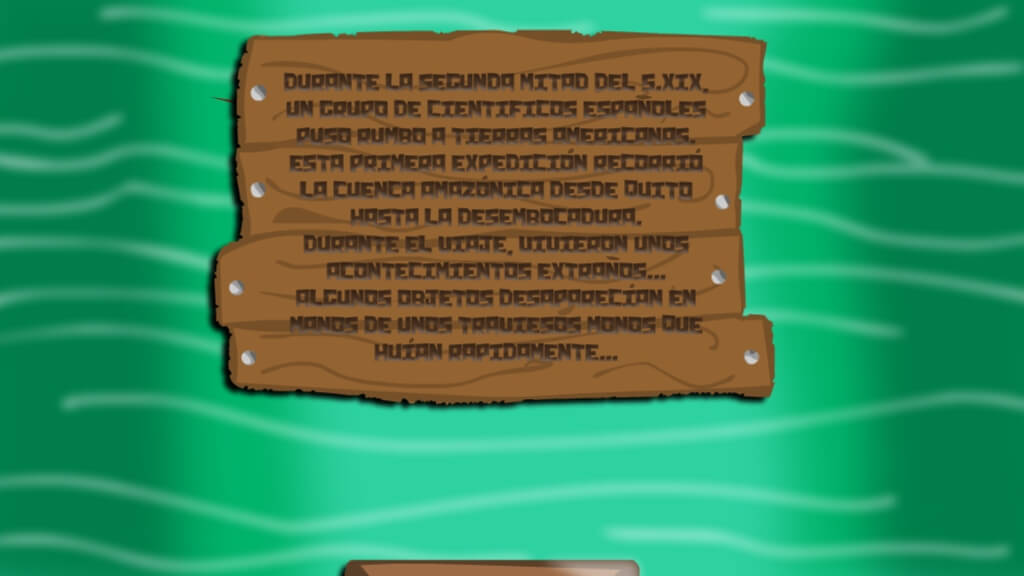 DURANTE LA SEGUNDA MITAD DEL S.XIX,
UN GRUPO DE CIENTIFICOS ESPAÑOLES
PUSO RUMBO A TIERRAS AMERICANAS.
ESTA PRIMERA EXPEDICIÓN RECORRIÓ
LA CUENCA AMAZÓNICA DESDE QUITO
HASTA LA DESEMBOCADURA.
DURANTE EL VIAJE, VIVIERON UNOS
ACONTECIMIENTOS EXTRAÑOS...
ALGUNOS OBJETOS DESAPARECÍAN EN
MANOS DE UNOS TRAVIESOS MONOS QUE
HUÍAN RAPIDAMENTE...